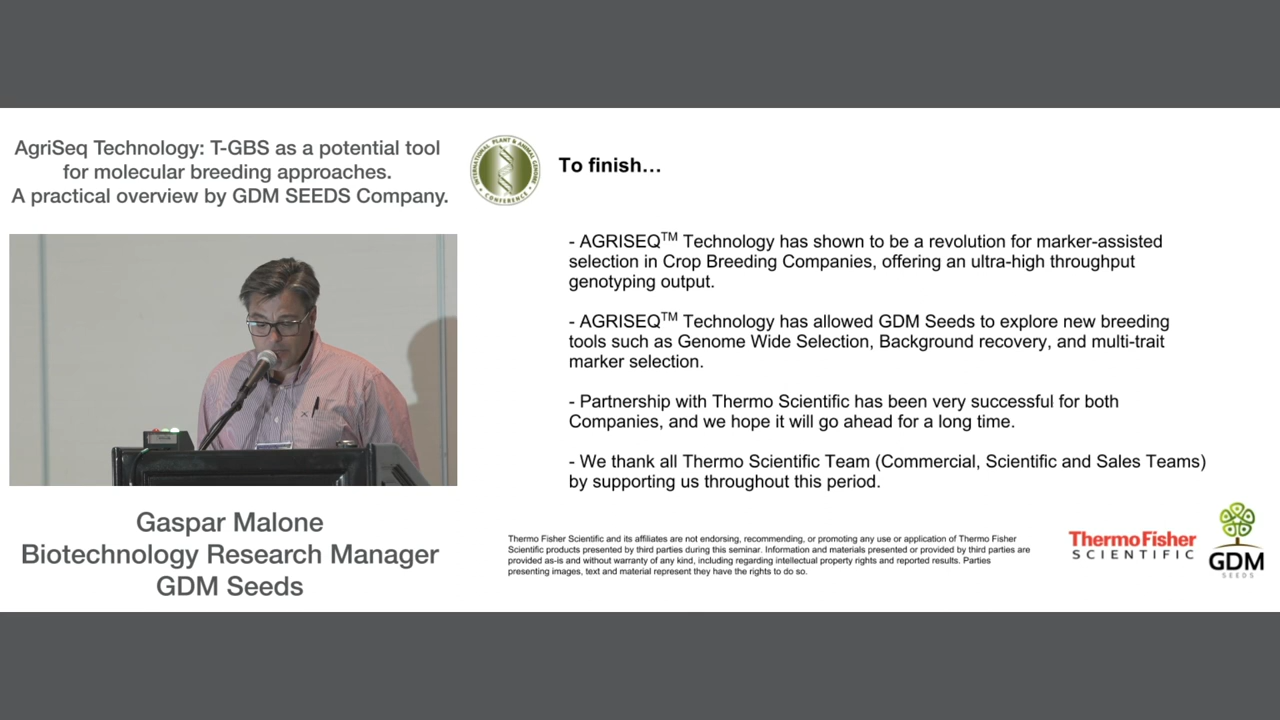 AgriSeq Technology: T-GBS as a potential tool
for molecular breeding approaches.
A practical overview by GDM SEEDS Company.
INTERNATIONAL PLANT & ANIMAL GENOME
CONFERENCE
To finish…
- AGRISEQTM Technology has shown to be a revolution for marker-assisted
selection in Crop Breeding Companies, offering an ultra-high throughput
genotyping output.
- AGRISEQTM Technology has allowed GDM Seeds to explore new breeding
tools such as Genome Wide Selection, Background recovery, and multi-trait
marker selection.
- Partnership with Thermo Scientific has been very successful for both
Companies, and we hope it will go ahead for a long time.
- We thank all Thermo Scientific Team (Commercial, Scientific and Sales Teams)
by supporting us throughout this period.
Gaspar Malone
Biotechnology Research Manager
GDM Seeds
Thermo Fisher Scientific and its affiliates are not endorsing, recommending, or promoting any use or application of Thermo Fisher
Scientific products presented by third parties during this seminar. Information and materials presented or provided by third parties are
provided as-is and without warranty of any kind, including regarding intellectual property rights and reported results. Parties
presenting images, text and material represent they have the rights to do so.
ThermoFisher
SCIENTIFIC
GDM
SEEDS